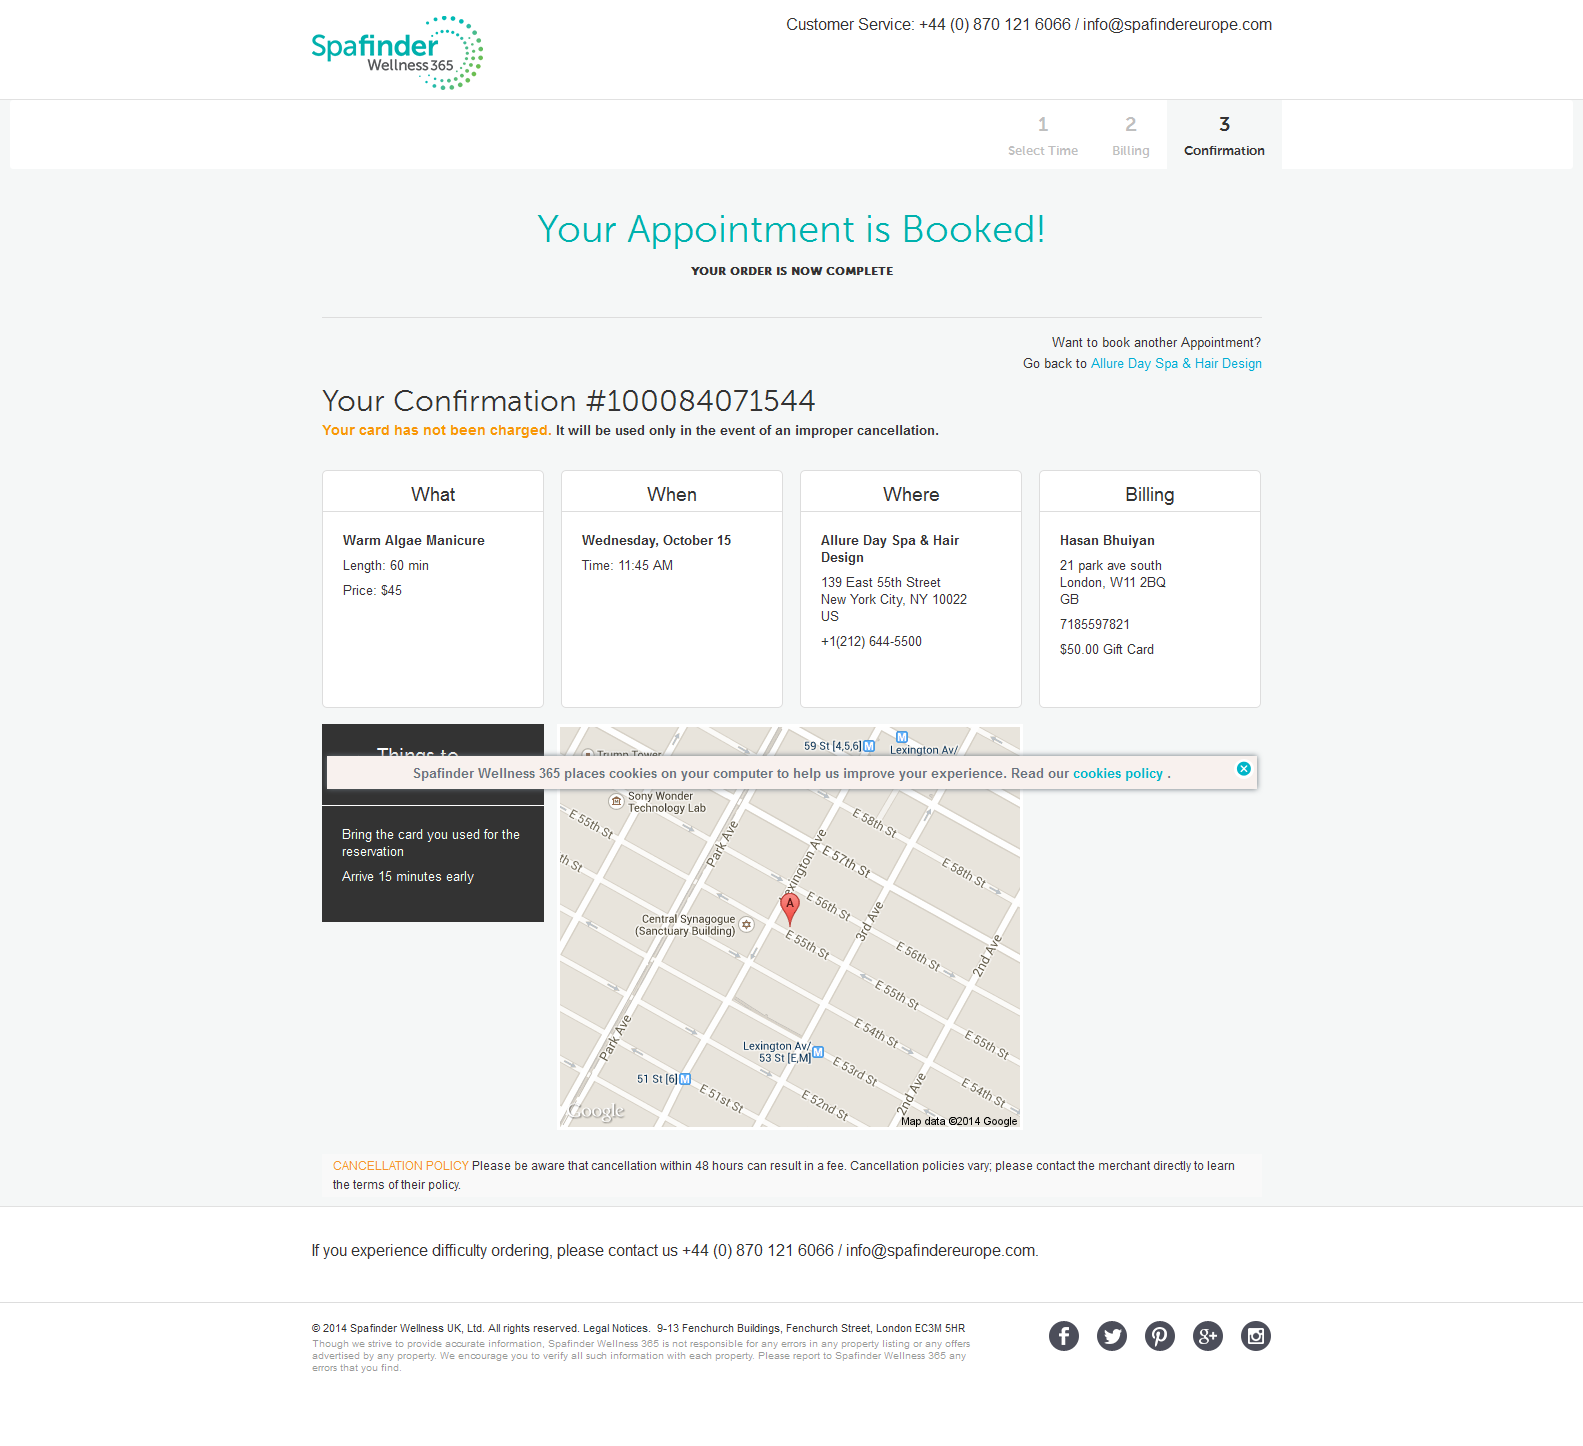 Spafinder
Wellness 365
Customer Service: +44 (0) 870 121 6066 / info@spafindereurope.com
1
Select Time
2
Billing
3
Confirmation
Your Appointment is Booked!
YOUR ORDER IS NOW COMPLETE
Want to book another Appointment?
Go back to Allure Day Spa & Hair Design
Your Confirmation #100084071544
Your card has not been charged. It will be used only in the event of an improper cancellation.
What
Warm Algae Manicure
Length: 60 min
Price: $45
When
Wednesday, October 15
Time: 11:45 AM
Where
Allure Day Spa & Hair
Design
139 East 55th Street
New York City, NY 10022
US
+1(212) 644-5500
Billing
Hasan Bhuiyan
21 park ave south
London, W11 2BQ
GB
7185597821
$50.00 Gift Card
Things to
Spafinder Wellness 365 places cookies on your computer to help us improve your experience. Read our cookies policy .
Bring the card you used for the
reservation
Arrive 15 minutes early
59 St [4,5,6] M
M
Lexington Av/
Trump Tower
Sony Wonder
Technology Lab
E 55th St
th St
Park Ave
Lexington Ave
E 58th St
E 57th St
E 58th St
E 56th St
A
Central Synagogue
(Sanctuary Building)
E 55th St
3rd Ave
E 56th St
2nd Ave
E 55th St
Park Ave
E 54th St
E 55th St
Lexington Av/
53 St [E,M] M
E 53rd St
51 St [6] M
E 51st St
E 52nd St
2nd Ave
E 54th St
Google
Map data ©2014 Google
CANCELLATION POLICY Please be aware that cancellation within 48 hours can result in a fee. Cancellation policies vary; please contact the merchant directly to learn
the terms of their policy.
If you experience difficulty ordering, please contact us +44 (0) 870 121 6066 / info@spafindereurope.com.
© 2014 Spafinder Wellness UK, Ltd. All rights reserved. Legal Notices. 9-13 Fenchurch Buildings, Fenchurch Street, London EC3M 5HR
Though we strive to provide accurate information, Spafinder Wellness 365 is not responsible for any errors in any property listing or any offers
advertised by any property. We encourage you to verify all such information with each property. Please report to Spafinder Wellness 365 any
errors that you find.